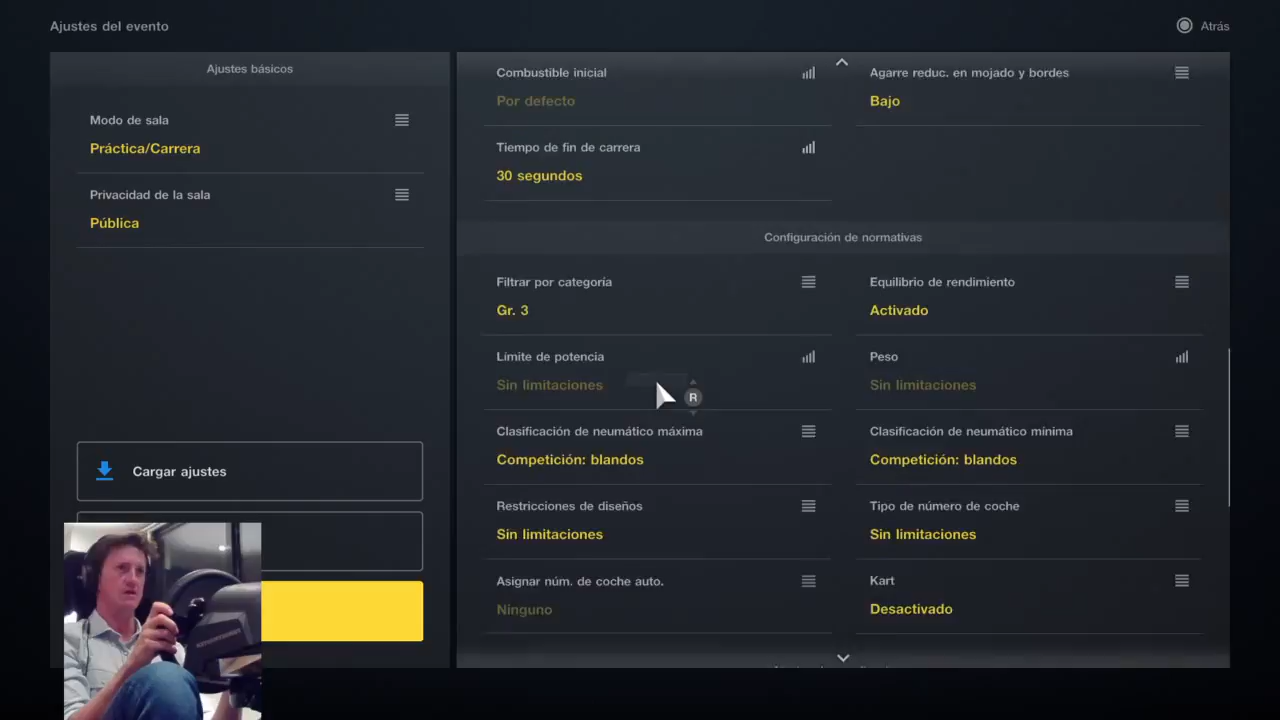 Ajustes del evento
Atrás
Ajustes básicos
Modo de sala
Práctica/Carrera
Privacidad de la sala
Pública
Cargar ajustes
Combustible inicial
Por defecto
Agarre reduc. en mojado y bordes
Bajo
Tiempo de fin de carrera
30 segundos
Configuración de normativas
Filtrar por categoría
Gr. 3
Equilibrio de rendimiento
Activado
Límite de potencia
Sin limitaciones
Peso
Sin limitaciones
R
Clasificación de neumático máxima
Competición: blandos
Clasificación de neumático mínima
Competición: blandos
Restricciones de diseños
Sin limitaciones
Tipo de número de coche
Sin limitaciones
Asignar núm. de coche auto.
Ninguno
Kart
Desactivado